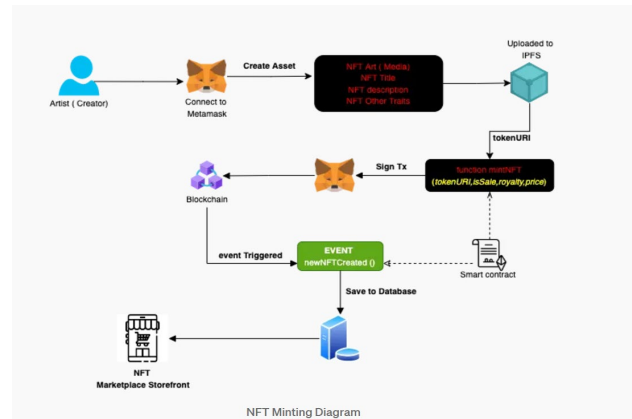 Uploaded to
IPFS
Create Asset
NFT Art ( Media)
NFT Title
NFT description
NFT Other Traits
Artist ( Creator)
Connect to
Metamask
tokenURI
Sign Tx
function mintNFT
(tokenURI,isSale,royalty,price)
Blockchain
event Triggered
EVENT
newNFTCreated ()
Smart contract
Save to Database
NFT
Marketplace Storefront
NFT Minting Diagram